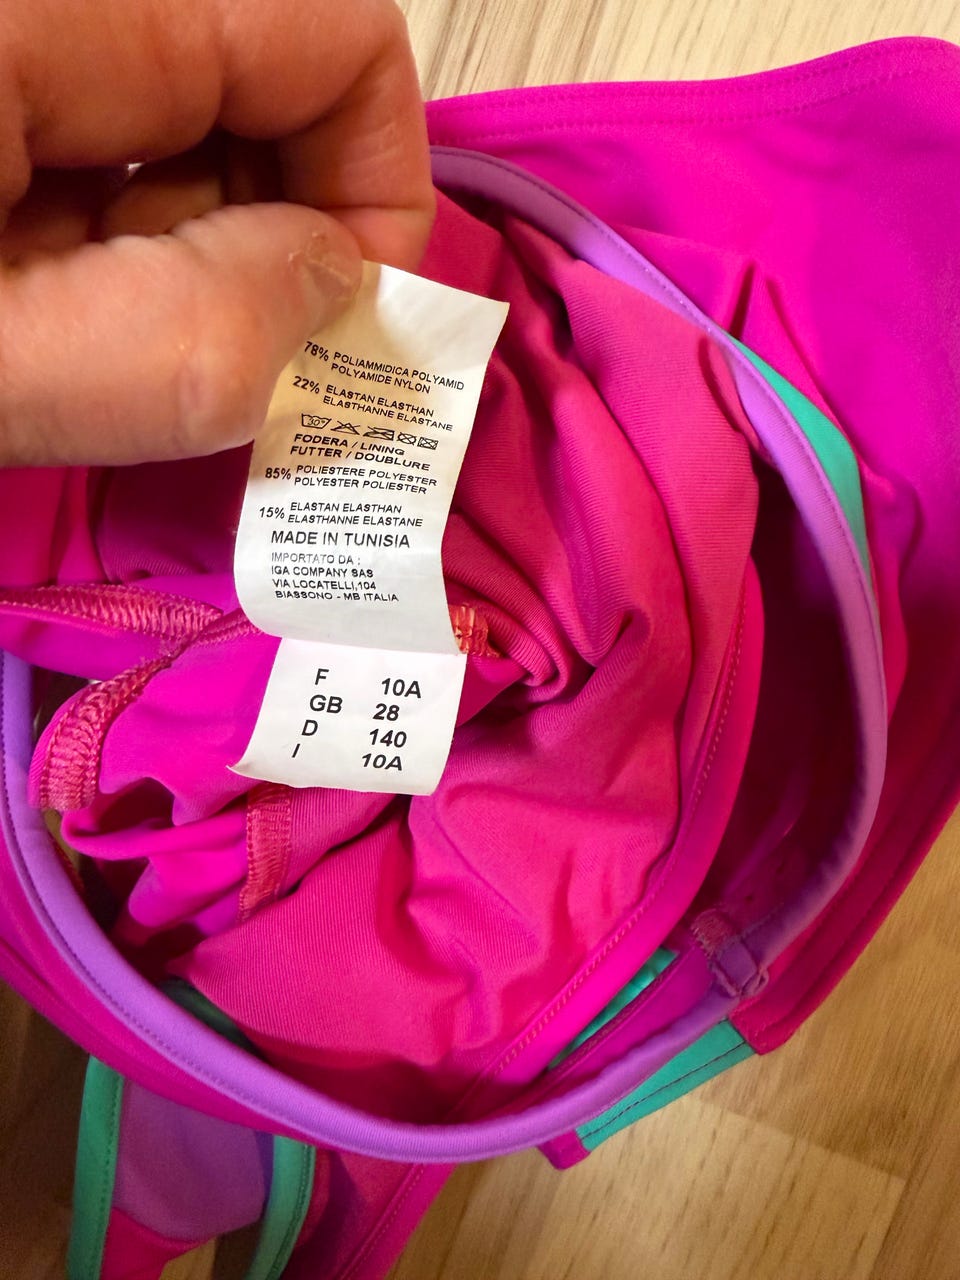 78% POLIAMMIDICA POLYAMID
POLYAMIDE NYLON
22% ELASTAN ELASTHAN
ELASTHANNE ELASTANE
30°
FODERA / LINING
FUTTER / DOUBLURE
85% POLIESTERE POLYESTER
POLYESTER POLIESTER
15% ELASTAN ELASTHAN
ELASTHANNE ELASTANE
MADE IN TUNISIA
IMPORTATO DA :
IGA COMPANY SAS
VIA LOCATELLI,104
BIASSONO - MB ITALIA
F 10A
GB 28
D 140
I 10A